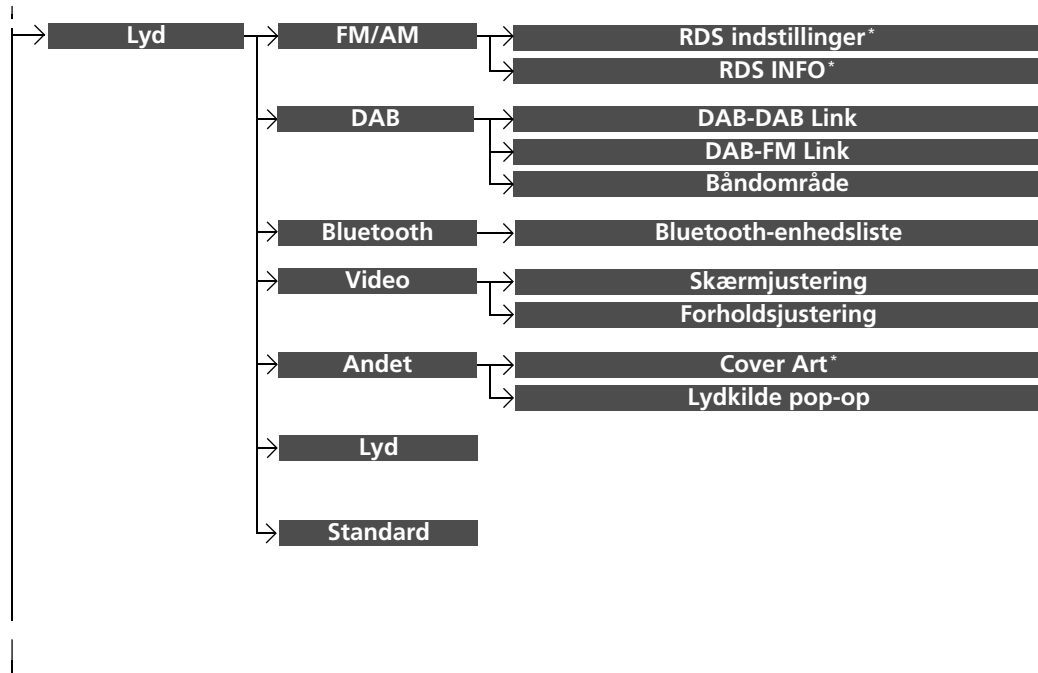 Lyd
FM/AM
RDS indstillinger*
RDS INFO*
DAB
DAB-DAB Link
DAB-FM Link
Båndområde
Bluetooth
Bluetooth-enhedsliste
Video
Skærmjustering
Forholdsjustering
Andet
Cover Art*
Lydkilde pop-op
Lyd
Standard